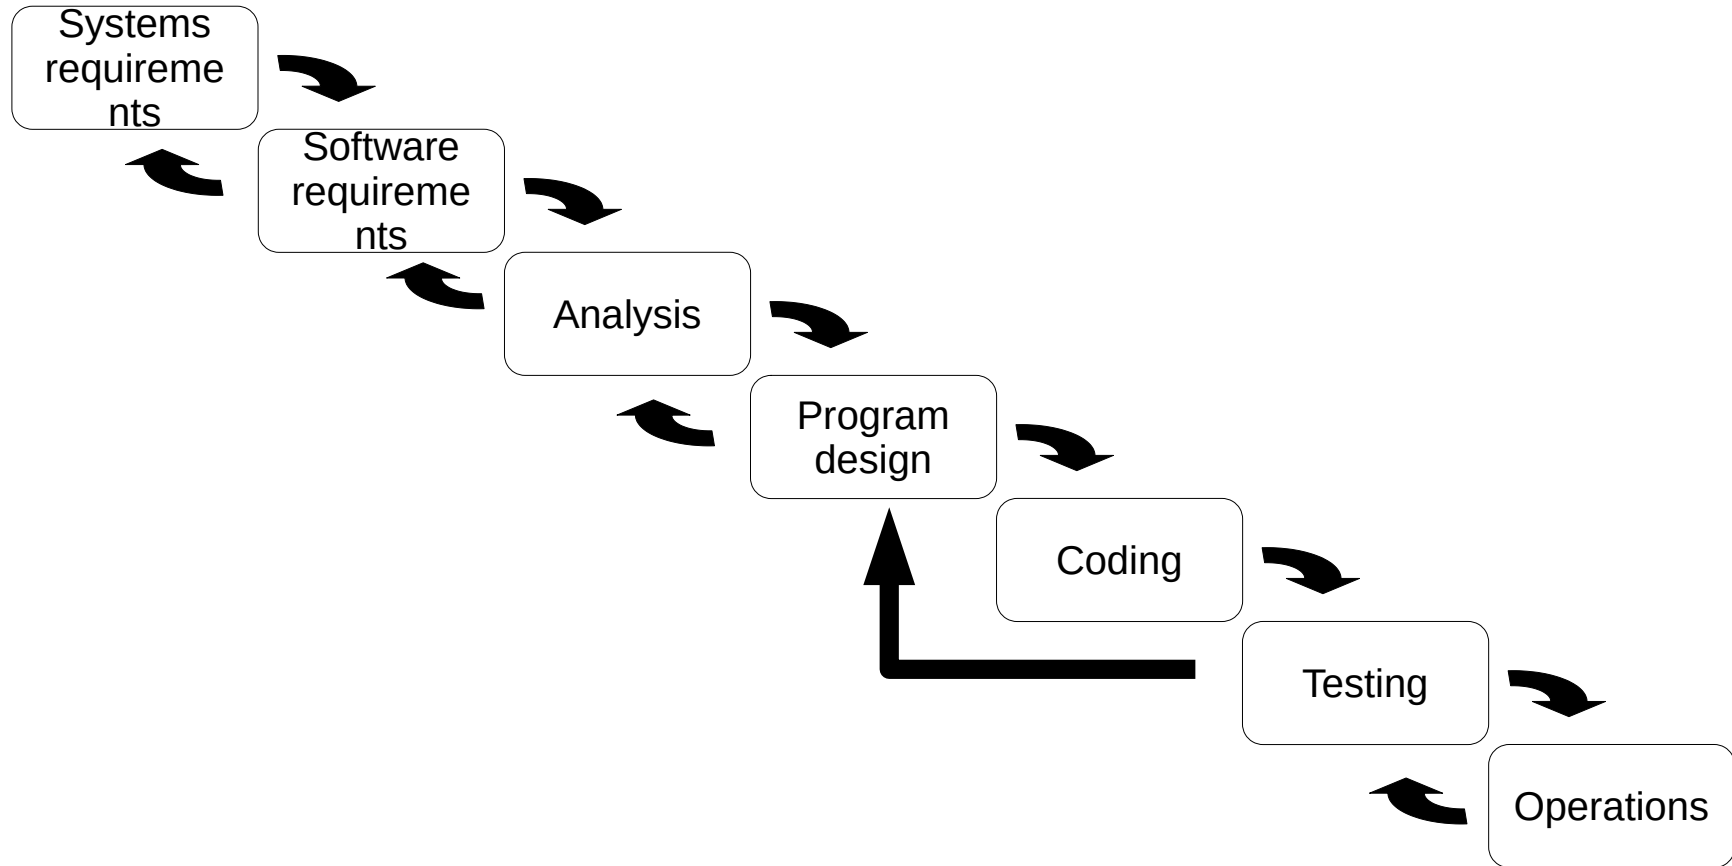 Systems
requireme
nts
Software
requireme
nts
Analysis
Program
design
Coding
Testing
Operations